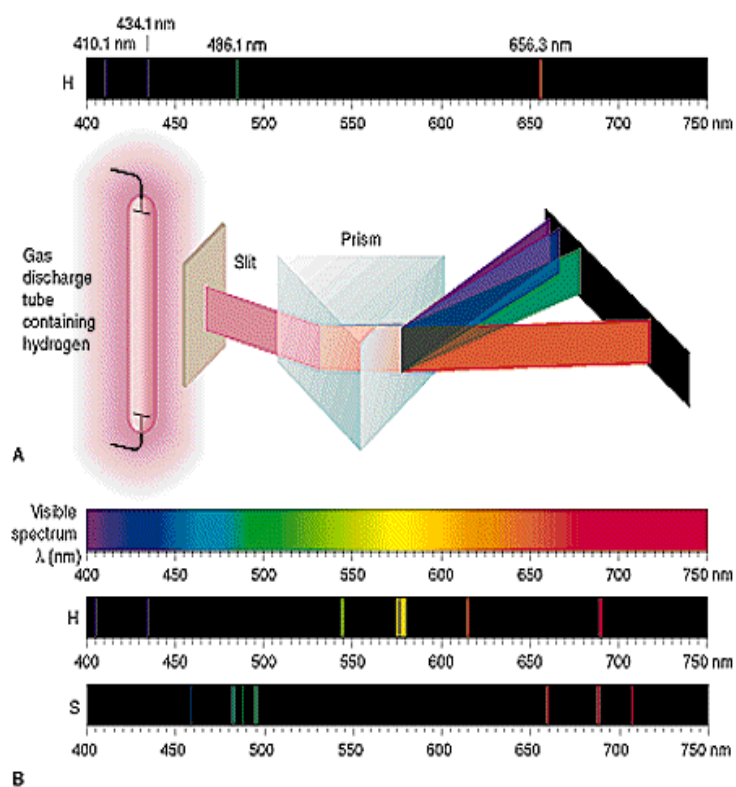 434.1 nm
410.1 nm 486.1 nm 656.3 nm
H
400 450 500 550 600 650 700 750 nm
Gas
discharge
tube
containing
hydrogen
Slit
Prism
A
Visible
spectrum
λ (nm)
400 450 500 550 600 650 700 750 nm
H
400 450 500 550 600 650 700 750 nm
S
400 450 500 550 600 650 700 750 nm
B